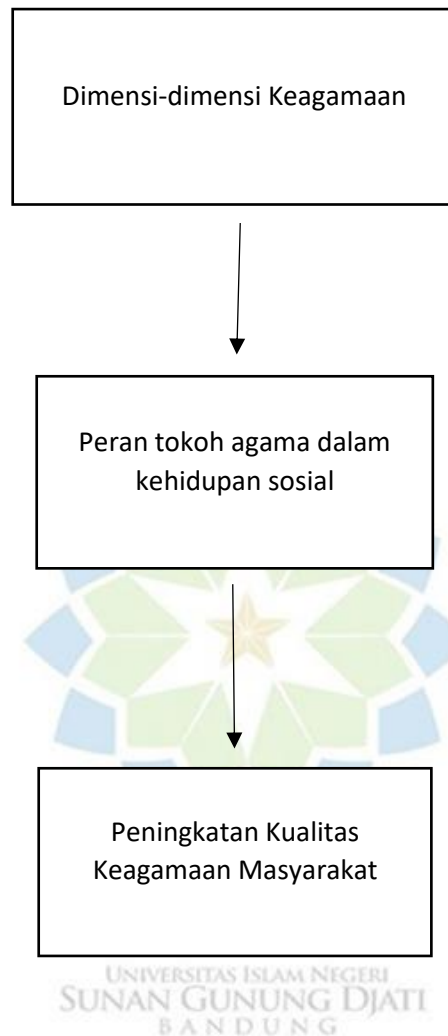 Dimensi-dimensi Keagamaan
Peran tokoh agama dalam
kehidupan sosial
Peningkatan Kualitas
Keagamaan Masyarakat
UNIVERSITAS ISLAM NEGERI
SUNAN GUNUNG DJATI
BANDUNG